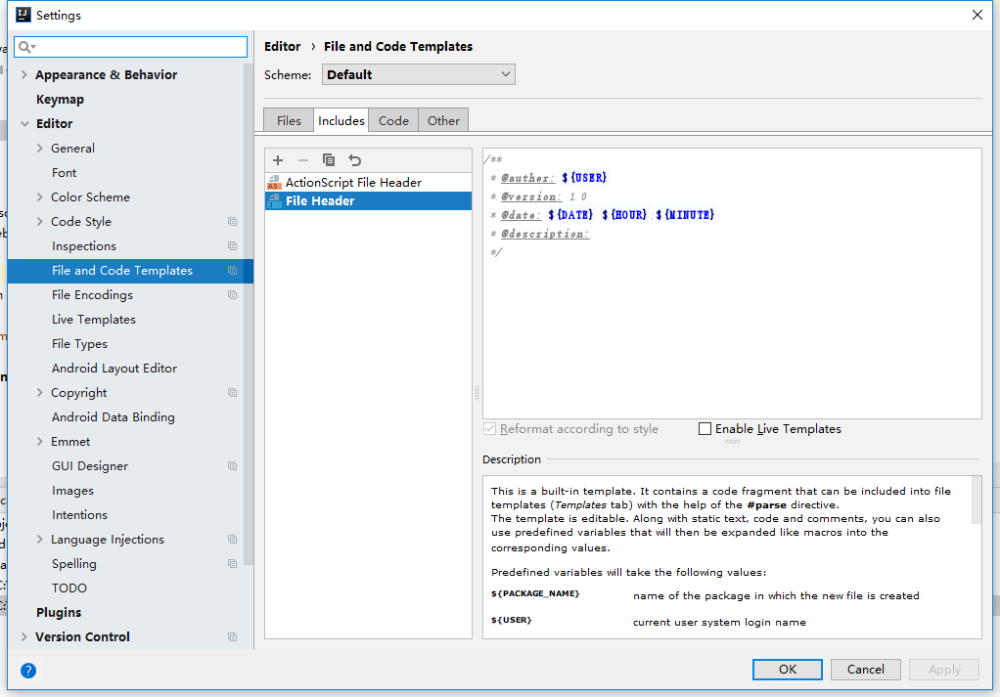 Settings
Appearance & Behavior
Keymap
Editor
General
Font
Color Scheme
Code Style
Inspections
File and Code Templates
File Encodings
Live Templates
File Types
Android Layout Editor
Copyright
Android Data Binding
Emmet
GUI Designer
Images
Intentions
Language Injections
Spelling
TODO
Plugins
Version Control
Editor › File and Code Templates
Scheme: Default
Files Includes Code Other
ActionScript File Header
File Header
/**
* @auther: ${USER}
* @version: 1.0
* @date: ${DATE} ${HOUR}:${MINUTE}
* @description:
*/
Reformat according to style Enable Live Templates
Description
This is a built-in template. It contains a code fragment that can be included into file
templates (Templates tab) with the help of the #parse directive.
The template is editable. Along with static text, code and comments, you can also
use predefined variables that will then be expanded like macros into the
corresponding values.
Predefined variables will take the following values:
${PACKAGE_NAME} name of the package in which the new file is created
${USER} current user system login name
? OK Cancel Apply